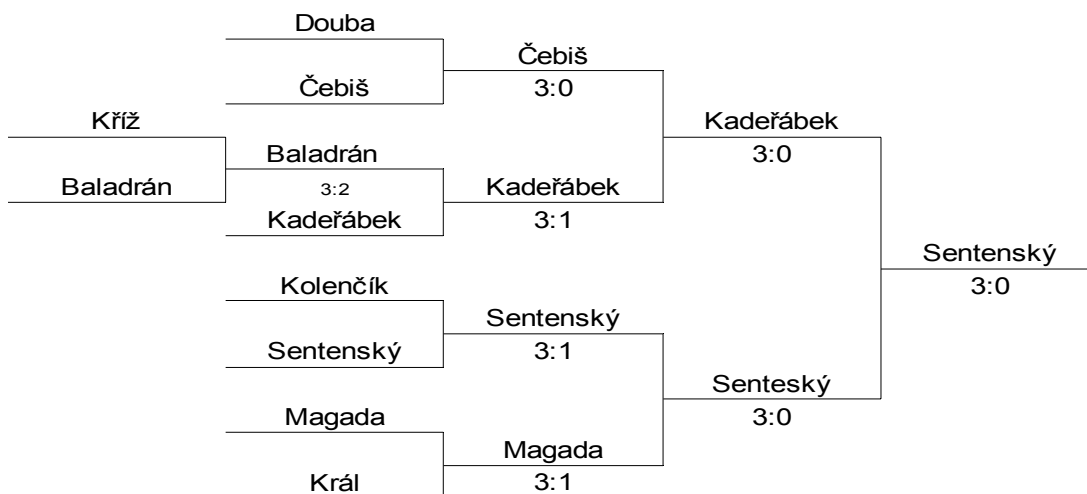 Douba
Čebiš
Čebiš
3:0
Kříž
Kadeřábek
3:0
Baladrán
Baladrán
3:2
Kadeřábek
3:1
Kadeřábek
Sentenský
3:0
Kolenčík
Sentenský
3:1
Sentenský
Senteský
3:0
Magada
Magada
3:1
Král